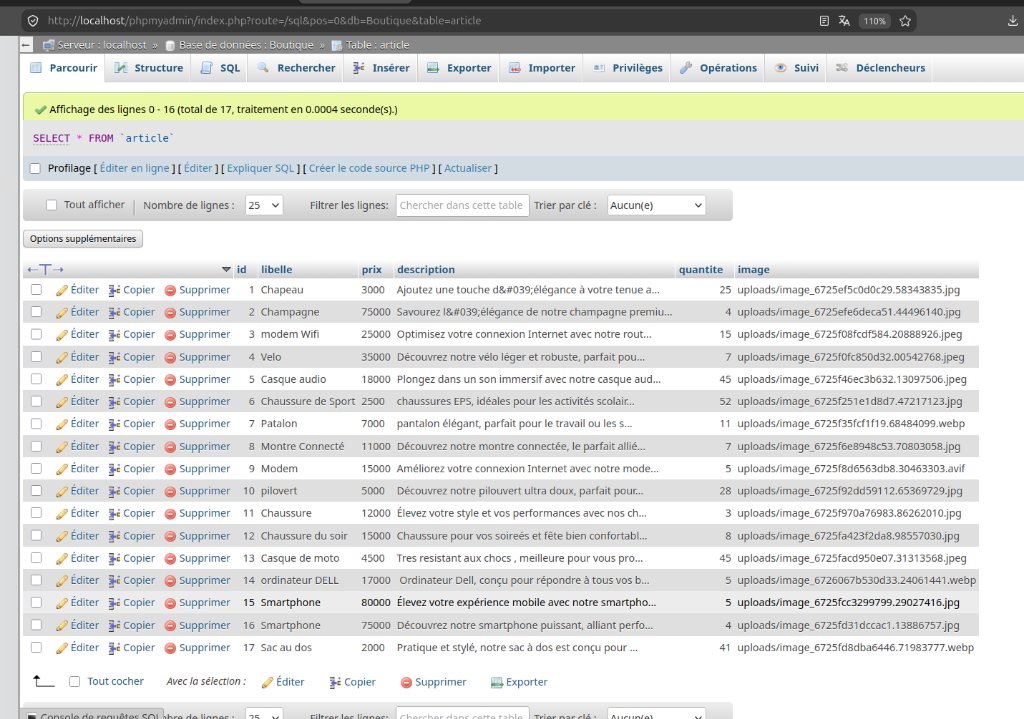 http://localhost/phpmyadmin/index.php?route=/sql&pos=0&db=Boutique&table=article 110%
Serveur : localhost » Base de données : Boutique » Table : article
Parcourir Structure SQL Rechercher Insérer Exporter Importer Privilèges Opérations Suivi Déclencheurs
Affichage des lignes 0 - 16 (total de 17, traitement en 0.0004 seconde(s).)
SELECT * FROM `article`
Profilage [ Éditer en ligne ] [ Éditer ] [ Expliquer SQL ] [ Créer le code source PHP ] [ Actualiser ]
Tout afficher Nombre de lignes : 25 Filtrer les lignes: Chercher dans cette table Trier par clé : Aucun(e)
Options supplémentaires
←T→ id libelle prix description quantite image
Éditer Copier Supprimer 1 Chapeau 3000 Ajoutez une touche d&#039;élégance à votre tenue a... 25 uploads/image_6725ef5c0d0c29.58343835.jpg
Éditer Copier Supprimer 2 Champagne 75000 Savourez l&#039;élégance de notre champagne premiu... 4 uploads/image_6725efe6deca51.44496140.jpg
Éditer Copier Supprimer 3 modem Wifi 25000 Optimisez votre connexion Internet avec notre rout... 15 uploads/image_6725f08fcdf584.20888926.jpeg
Éditer Copier Supprimer 4 Velo 35000 Découvrez notre vélo léger et robuste, parfait pou... 7 uploads/image_6725f0fc850d32.00542768.jpeg
Éditer Copier Supprimer 5 Casque audio 18000 Plongez dans un son immersif avec notre casque aud... 45 uploads/image_6725f46ec3b632.13097506.jpeg
Éditer Copier Supprimer 6 Chaussure de Sport 2500 chaussures EPS, idéales pour les activités scolair... 52 uploads/image_6725f251e1d8d7.47217123.jpg
Éditer Copier Supprimer 7 Patalon 7000 pantalon élégant, parfait pour le travail ou les s... 11 uploads/image_6725f35fcf1f19.68484099.webp
Éditer Copier Supprimer 8 Montre Connecté 11000 Découvrez notre montre connectée, le parfait allié... 7 uploads/image_6725f6e8948c53.70803058.jpg
Éditer Copier Supprimer 9 Modem 15000 Améliorez votre connexion Internet avec notre mode... 5 uploads/image_6725f8d6563db8.30463303.avif
Éditer Copier Supprimer 10 pilovert 5000 Découvrez notre pilouvert ultra doux, parfait pour... 28 uploads/image_6725f92dd59112.65369729.jpg
Éditer Copier Supprimer 11 Chaussure 12000 Élevez votre style et vos performances avec nos ch... 3 uploads/image_6725f970a76983.86262010.jpg
Éditer Copier Supprimer 12 Chaussure du soir 15000 Chaussure pour vos soireés et fête bien confortabl... 8 uploads/image_6725fa423f2da8.98557030.jpg
Éditer Copier Supprimer 13 Casque de moto 4500 Tres resistant aux chocs , meilleure pour vous pro... 45 uploads/image_6725facd950e07.31313568.jpeg
Éditer Copier Supprimer 14 ordinateur DELL 17000 Ordinateur Dell, conçu pour répondre à tous vos b... 5 uploads/image_6726067b530d33.24061441.webp
Éditer Copier Supprimer 15 Smartphone 80000 Élevez votre expérience mobile avec notre smartpho... 5 uploads/image_6725fcc3299799.29027416.jpg
Éditer Copier Supprimer 16 Smartphone 75000 Découvrez notre smartphone puissant, alliant perfo... 4 uploads/image_6725fd31dccac1.13886757.jpg
Éditer Copier Supprimer 17 Sac au dos 2000 Pratique et stylé, notre sac à dos est conçu pour ... 41 uploads/image_6725fd8dba6446.71983777.webp
Tout cocher Avec la sélection : Éditer Copier Supprimer Exporter
Console de requêtes SQL bre de lignes : 25 Filtrer les lignes: Chercher dans cette table Trier par clé : Aucun(e)